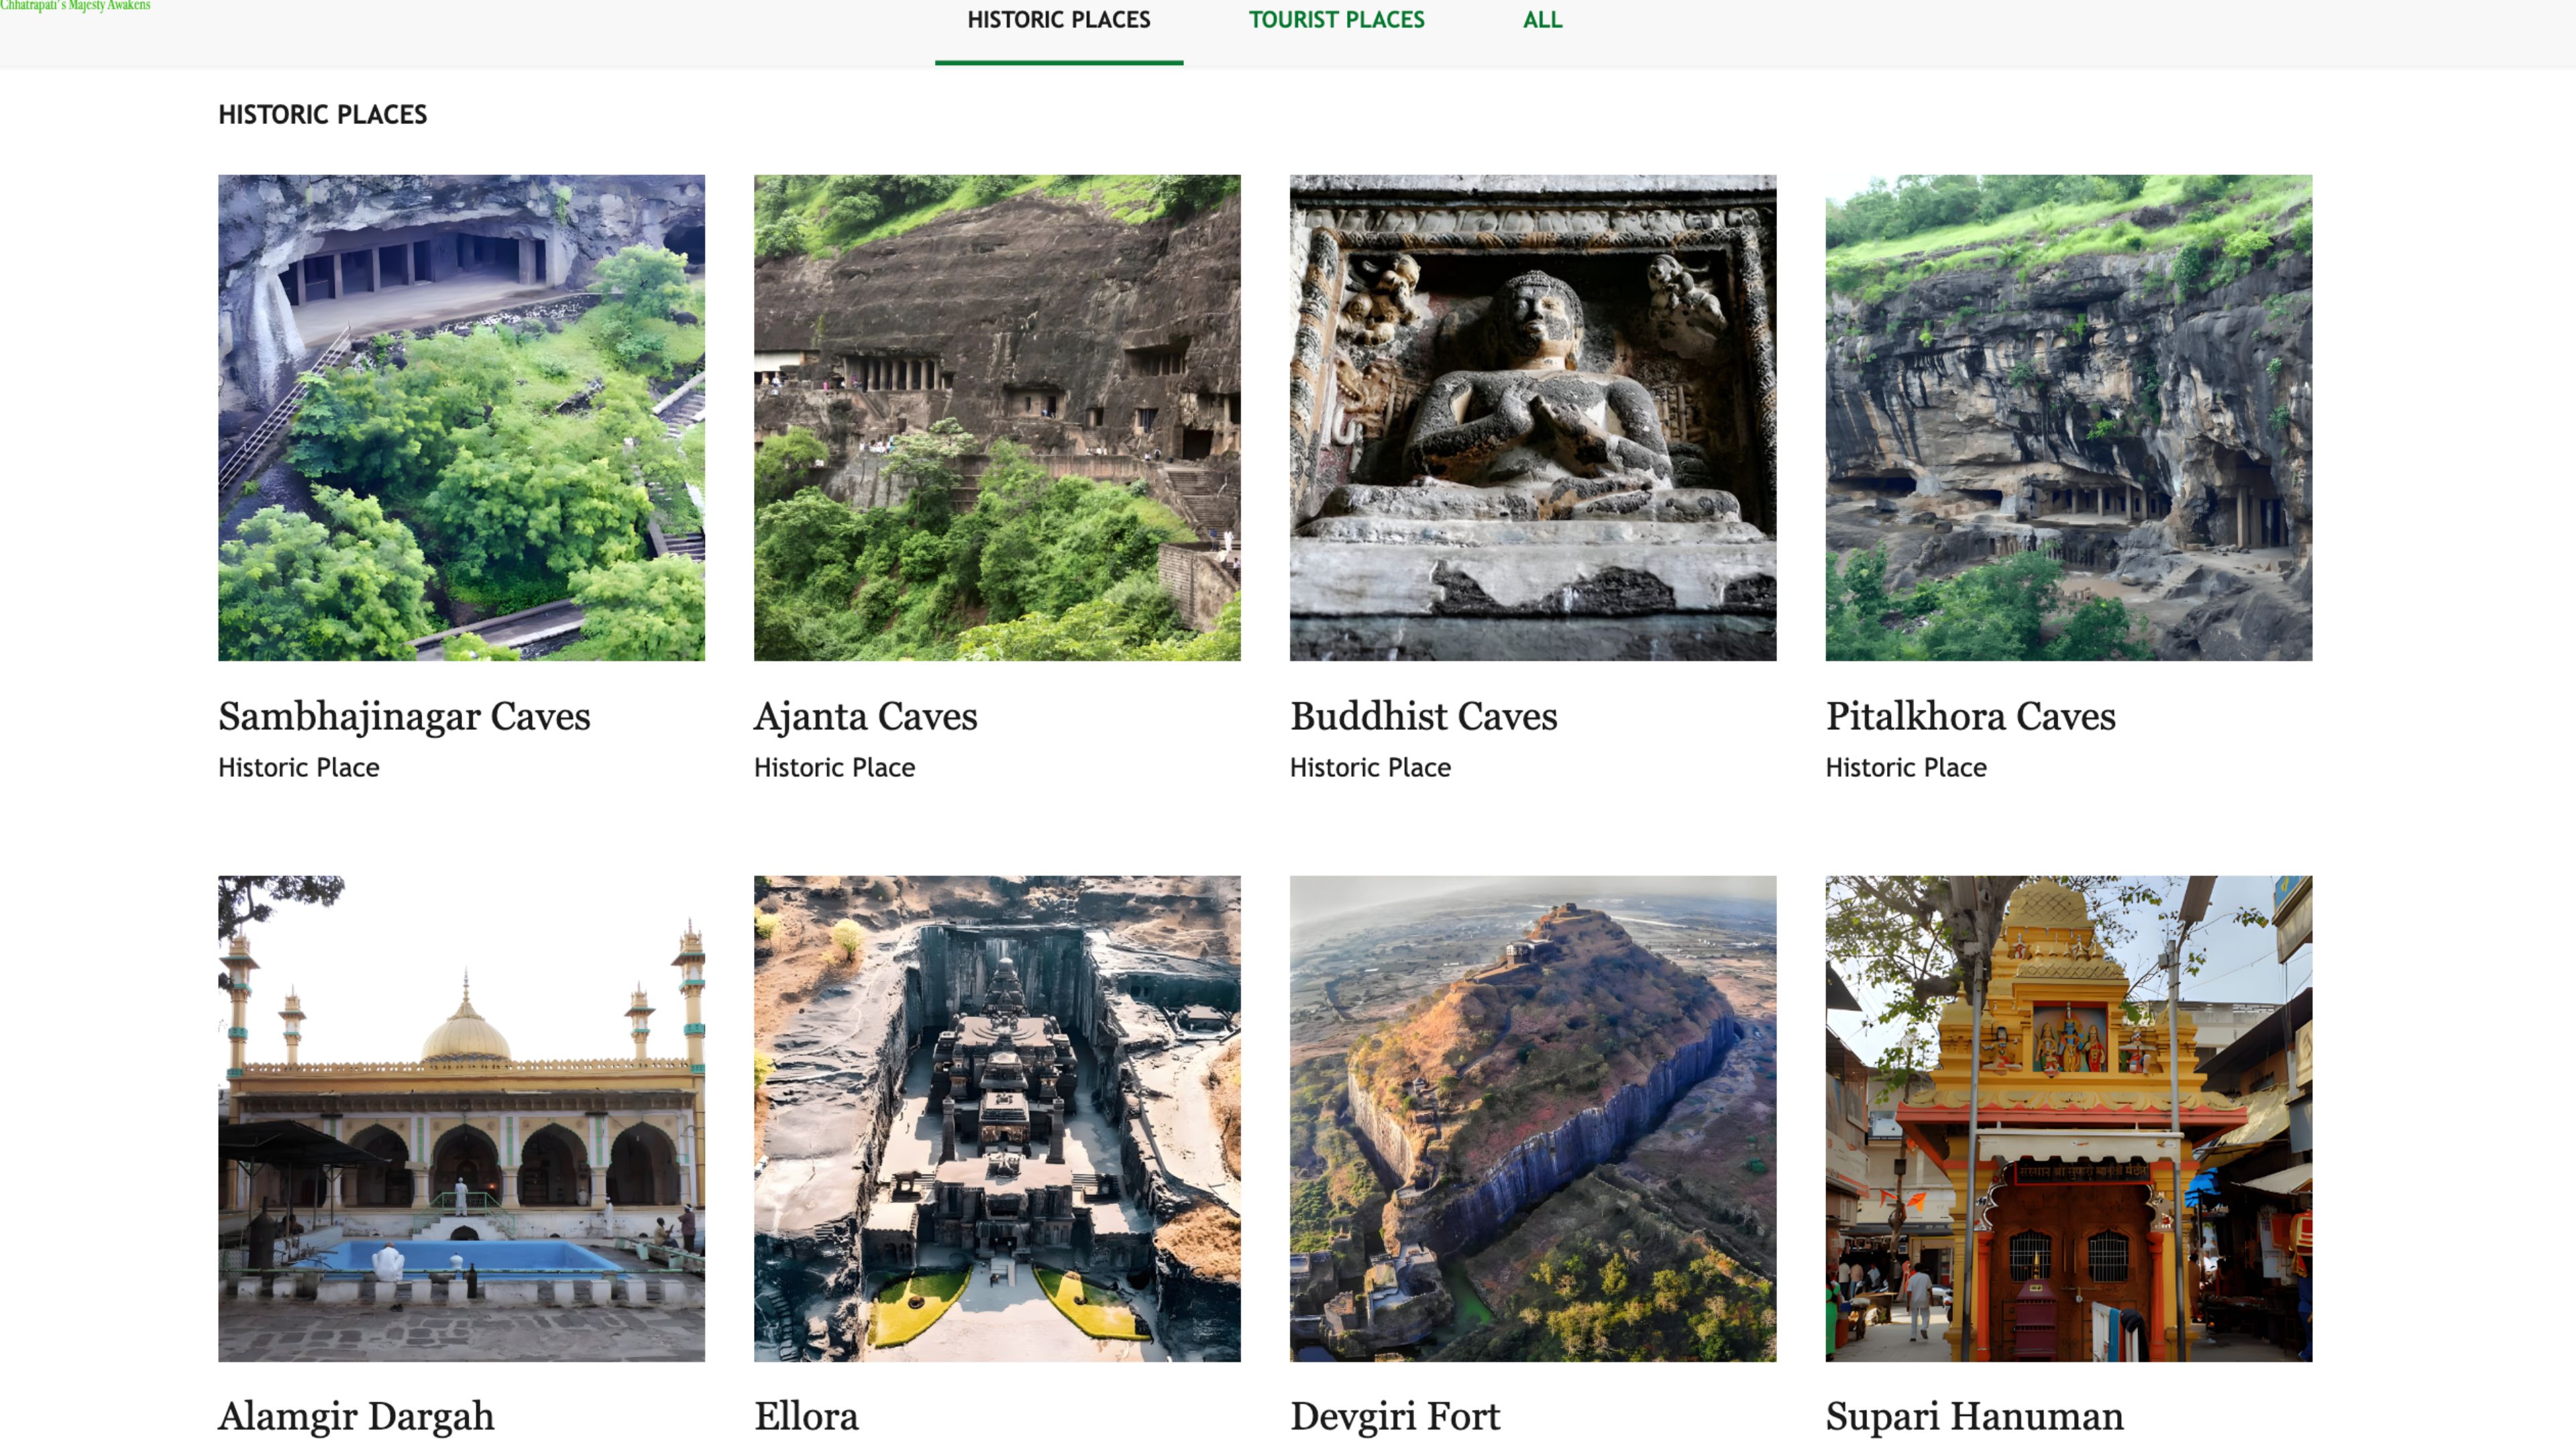 Chhatrapati's Majesty Awakens
HISTORIC PLACES
TOURIST PLACES
ALL
HISTORIC PLACES
Sambhajinagar Caves
Historic Place
Ajanta Caves
Historic Place
Buddhist Caves
Historic Place
Pitalkhora Caves
Historic Place
Alamgir Dargah
Ellora
Devgiri Fort
Supari Hanuman